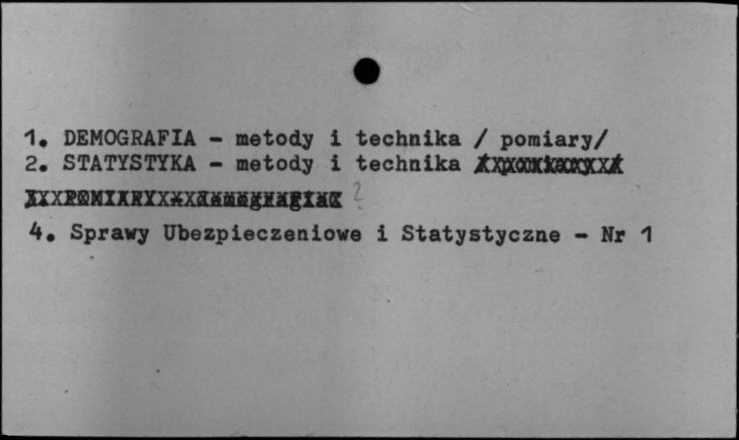 1. DEMOGRAFIA - metody i technika / pomiary/
2. STATYSTYKA - metody i technika
?
4. Sprawy Ubezpieczeniowe i Statystyczne - Nr 1